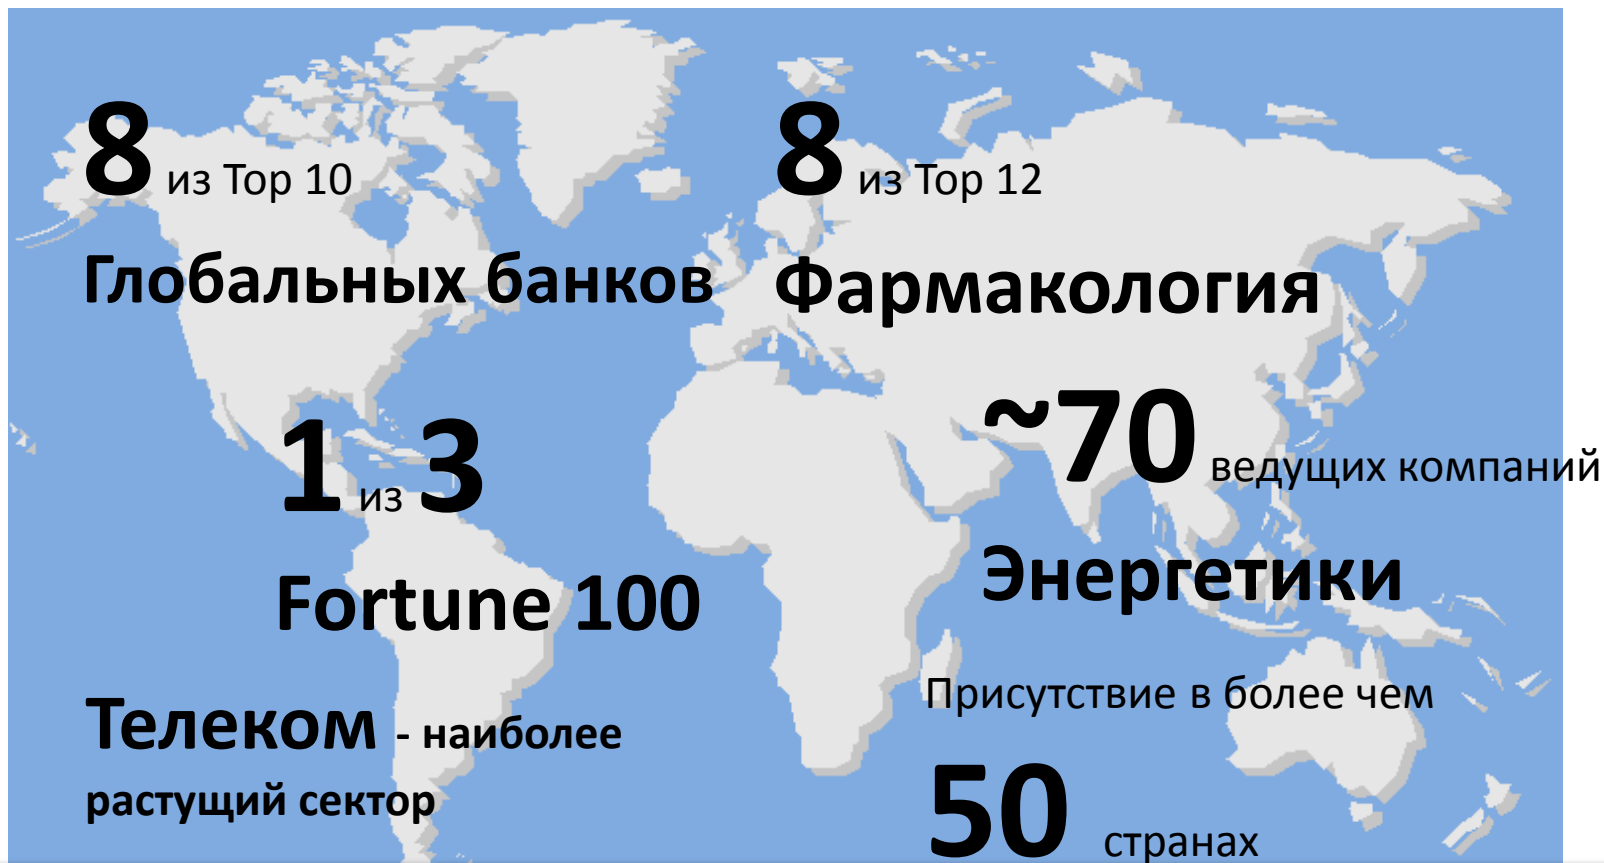 8 из Top 10
Глобальных банков
8 из Top 12
Фармакология
1 из 3
Fortune 100
~70 ведущих компаний
Энергетики
Телеком - наиболее
растущий сектор
Присутствие в более чем
50 странах